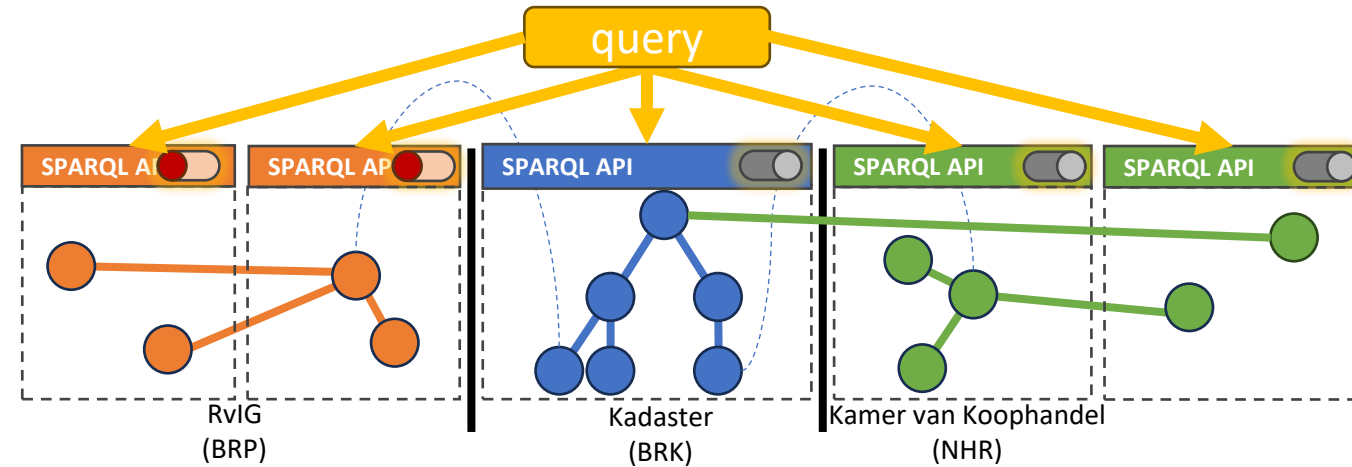 query
SPARQL API
SPARQL API
SPARQL API
SPARQL API
SPARQL API
RvIG
(BRP)
Kadaster
(BRK)
Kamer van Koophandel
(NHR)